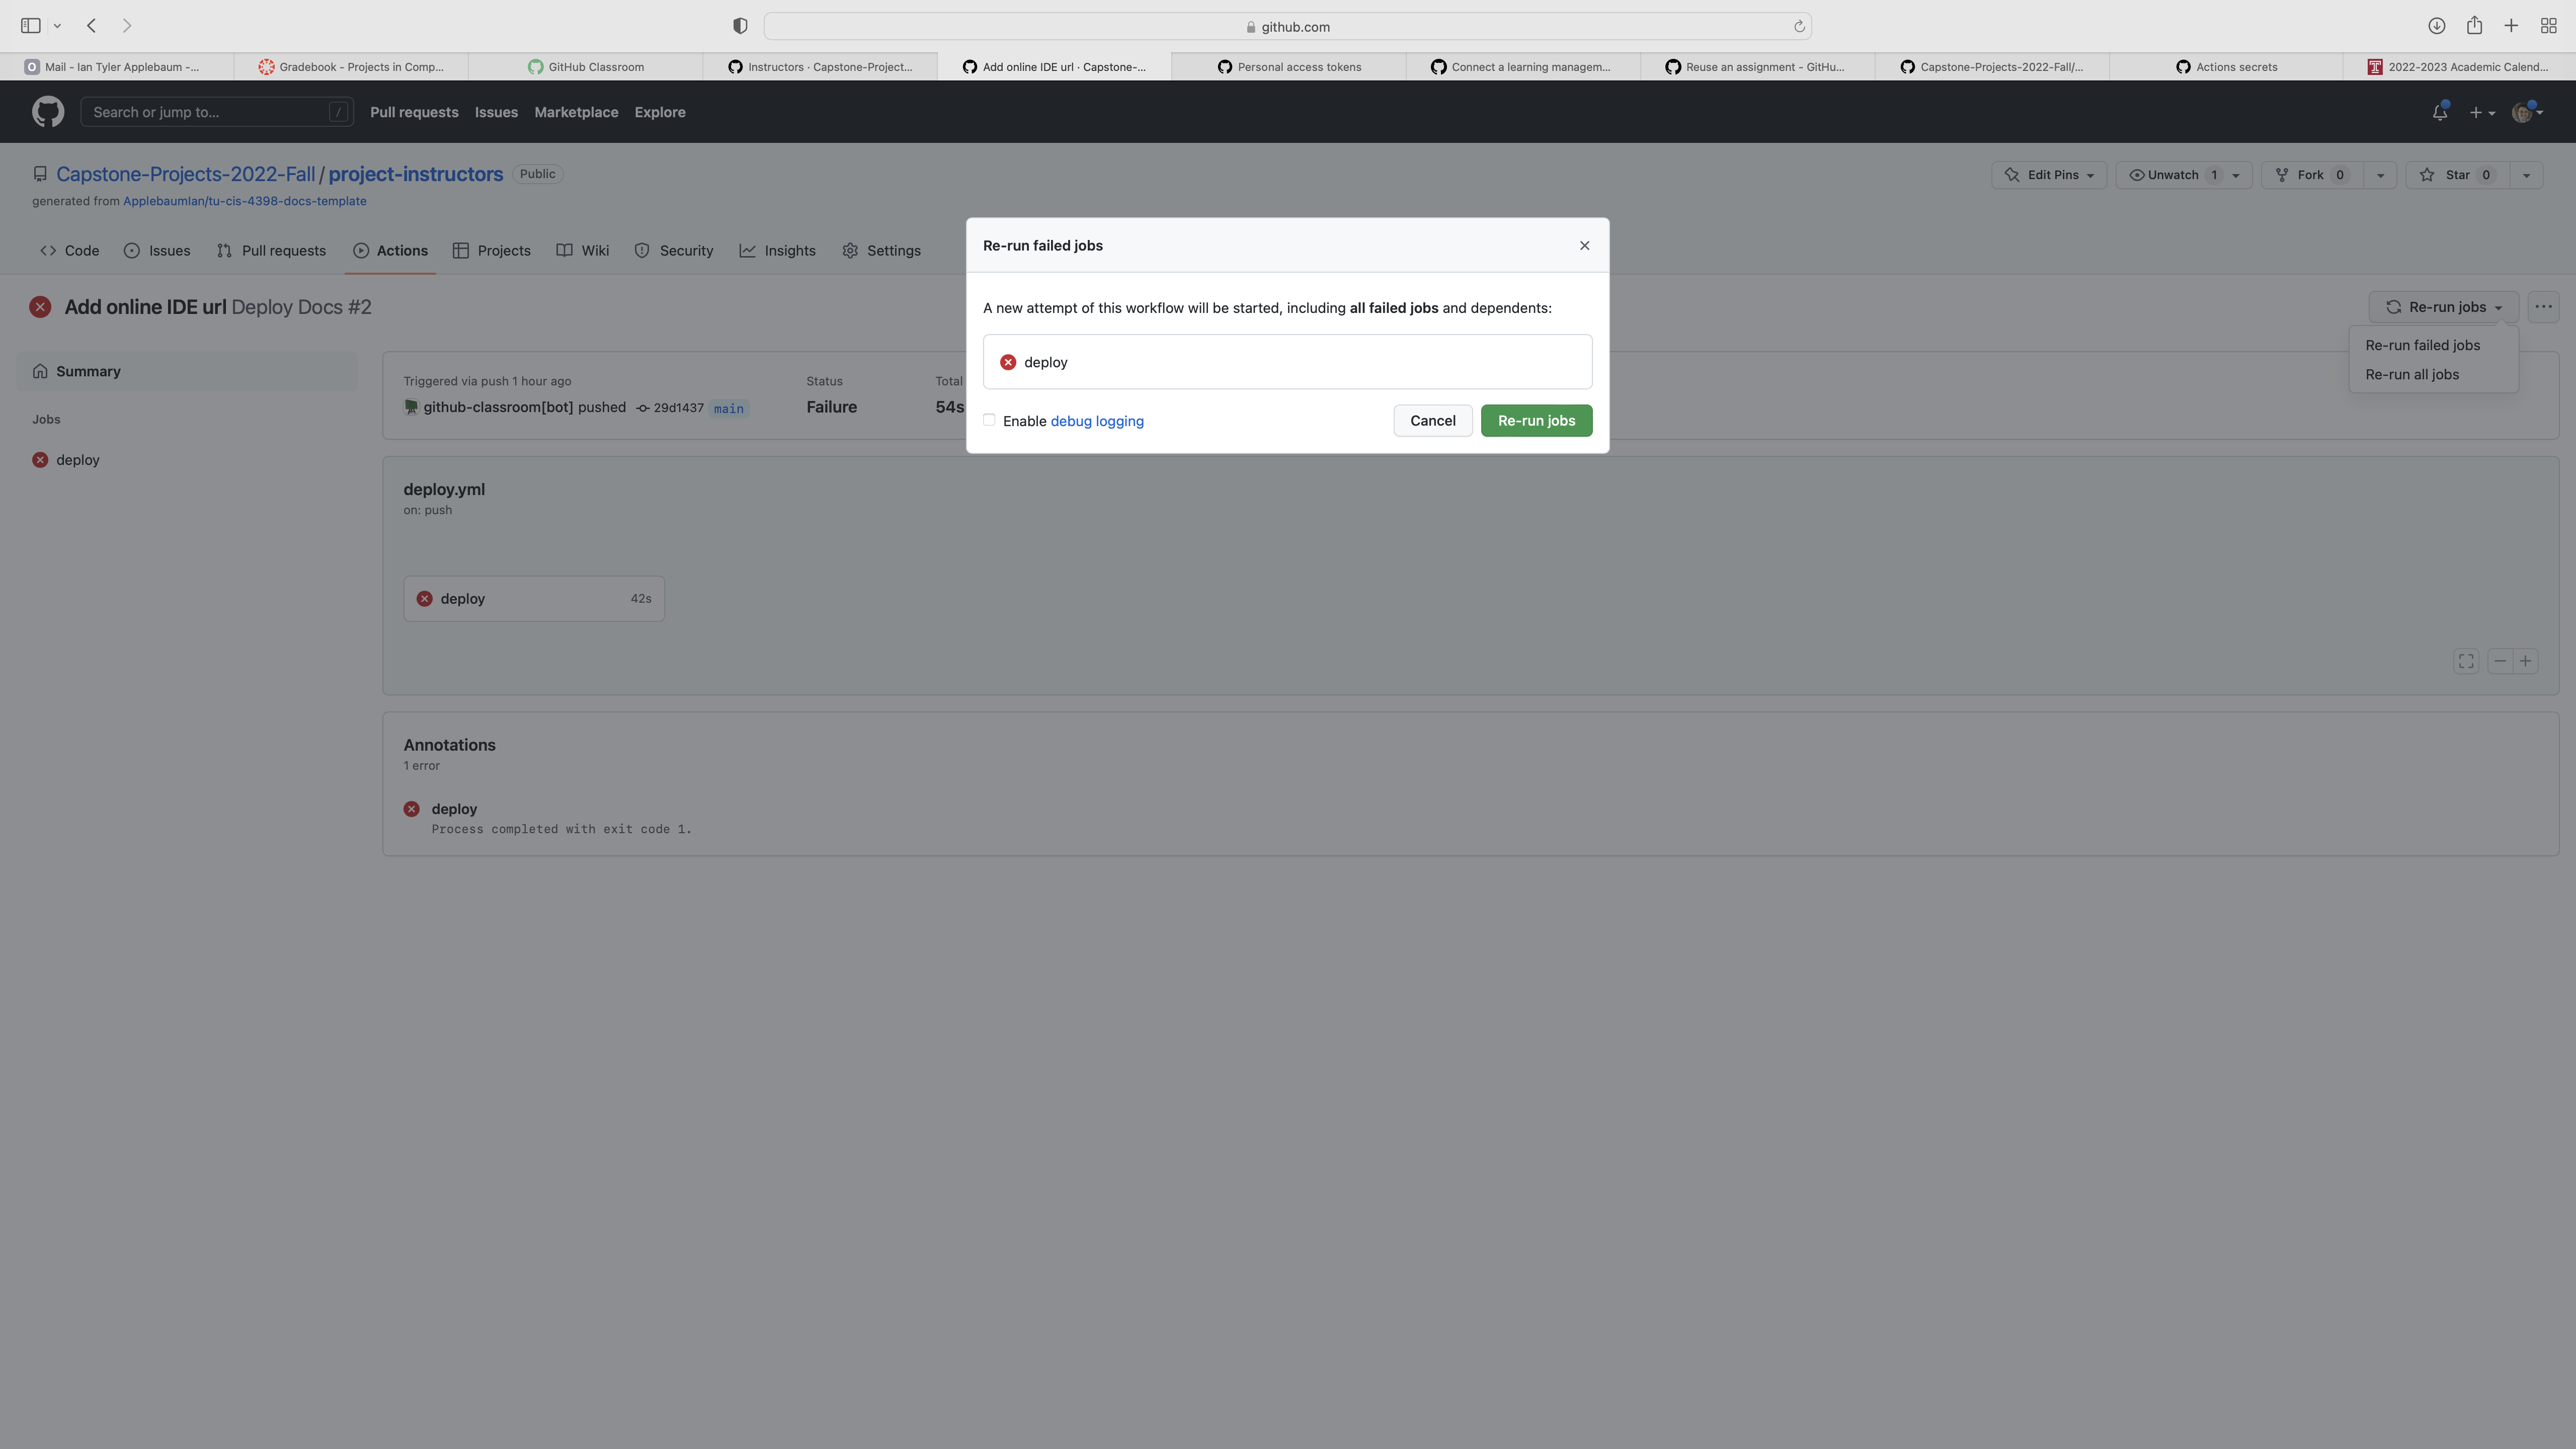 github.com
Mail - Ian Tyler Applebaum -...
Gradebook - Projects in Comp...
GitHub Classroom
Instructors · Capstone-Project...
Add online IDE url · Capstone-...
Personal access tokens
Connect a learning managem...
Reuse an assignment - GitHu...
Capstone-Projects-2022-Fall/...
Actions secrets
2022-2023 Academic Calend...
Search or jump to... /
Pull requests Issues Marketplace Explore
Capstone-Projects-2022-Fall / project-instructors Public
Edit Pins Unwatch 1 Fork 0 Star 0
generated from Applebaumlan/tu-cis-4398-docs-template
Code Issues Pull requests Actions Projects Wiki Security Insights Settings
Re-run failed jobs
A new attempt of this workflow will be started, including all failed jobs and dependents:
deploy
Enable debug logging
Cancel Re-run jobs
Add online IDE url Deploy Docs #2
Re-run jobs
Re-run failed jobs
Re-run all jobs
Summary
Jobs
deploy
Triggered via push 1 hour ago
github-classroom[bot] pushed 29d1437 main
Status
Failure
Total
54s
deploy.yml
on: push
deploy 42s
Annotations
1 error
deploy
Process completed with exit code 1.